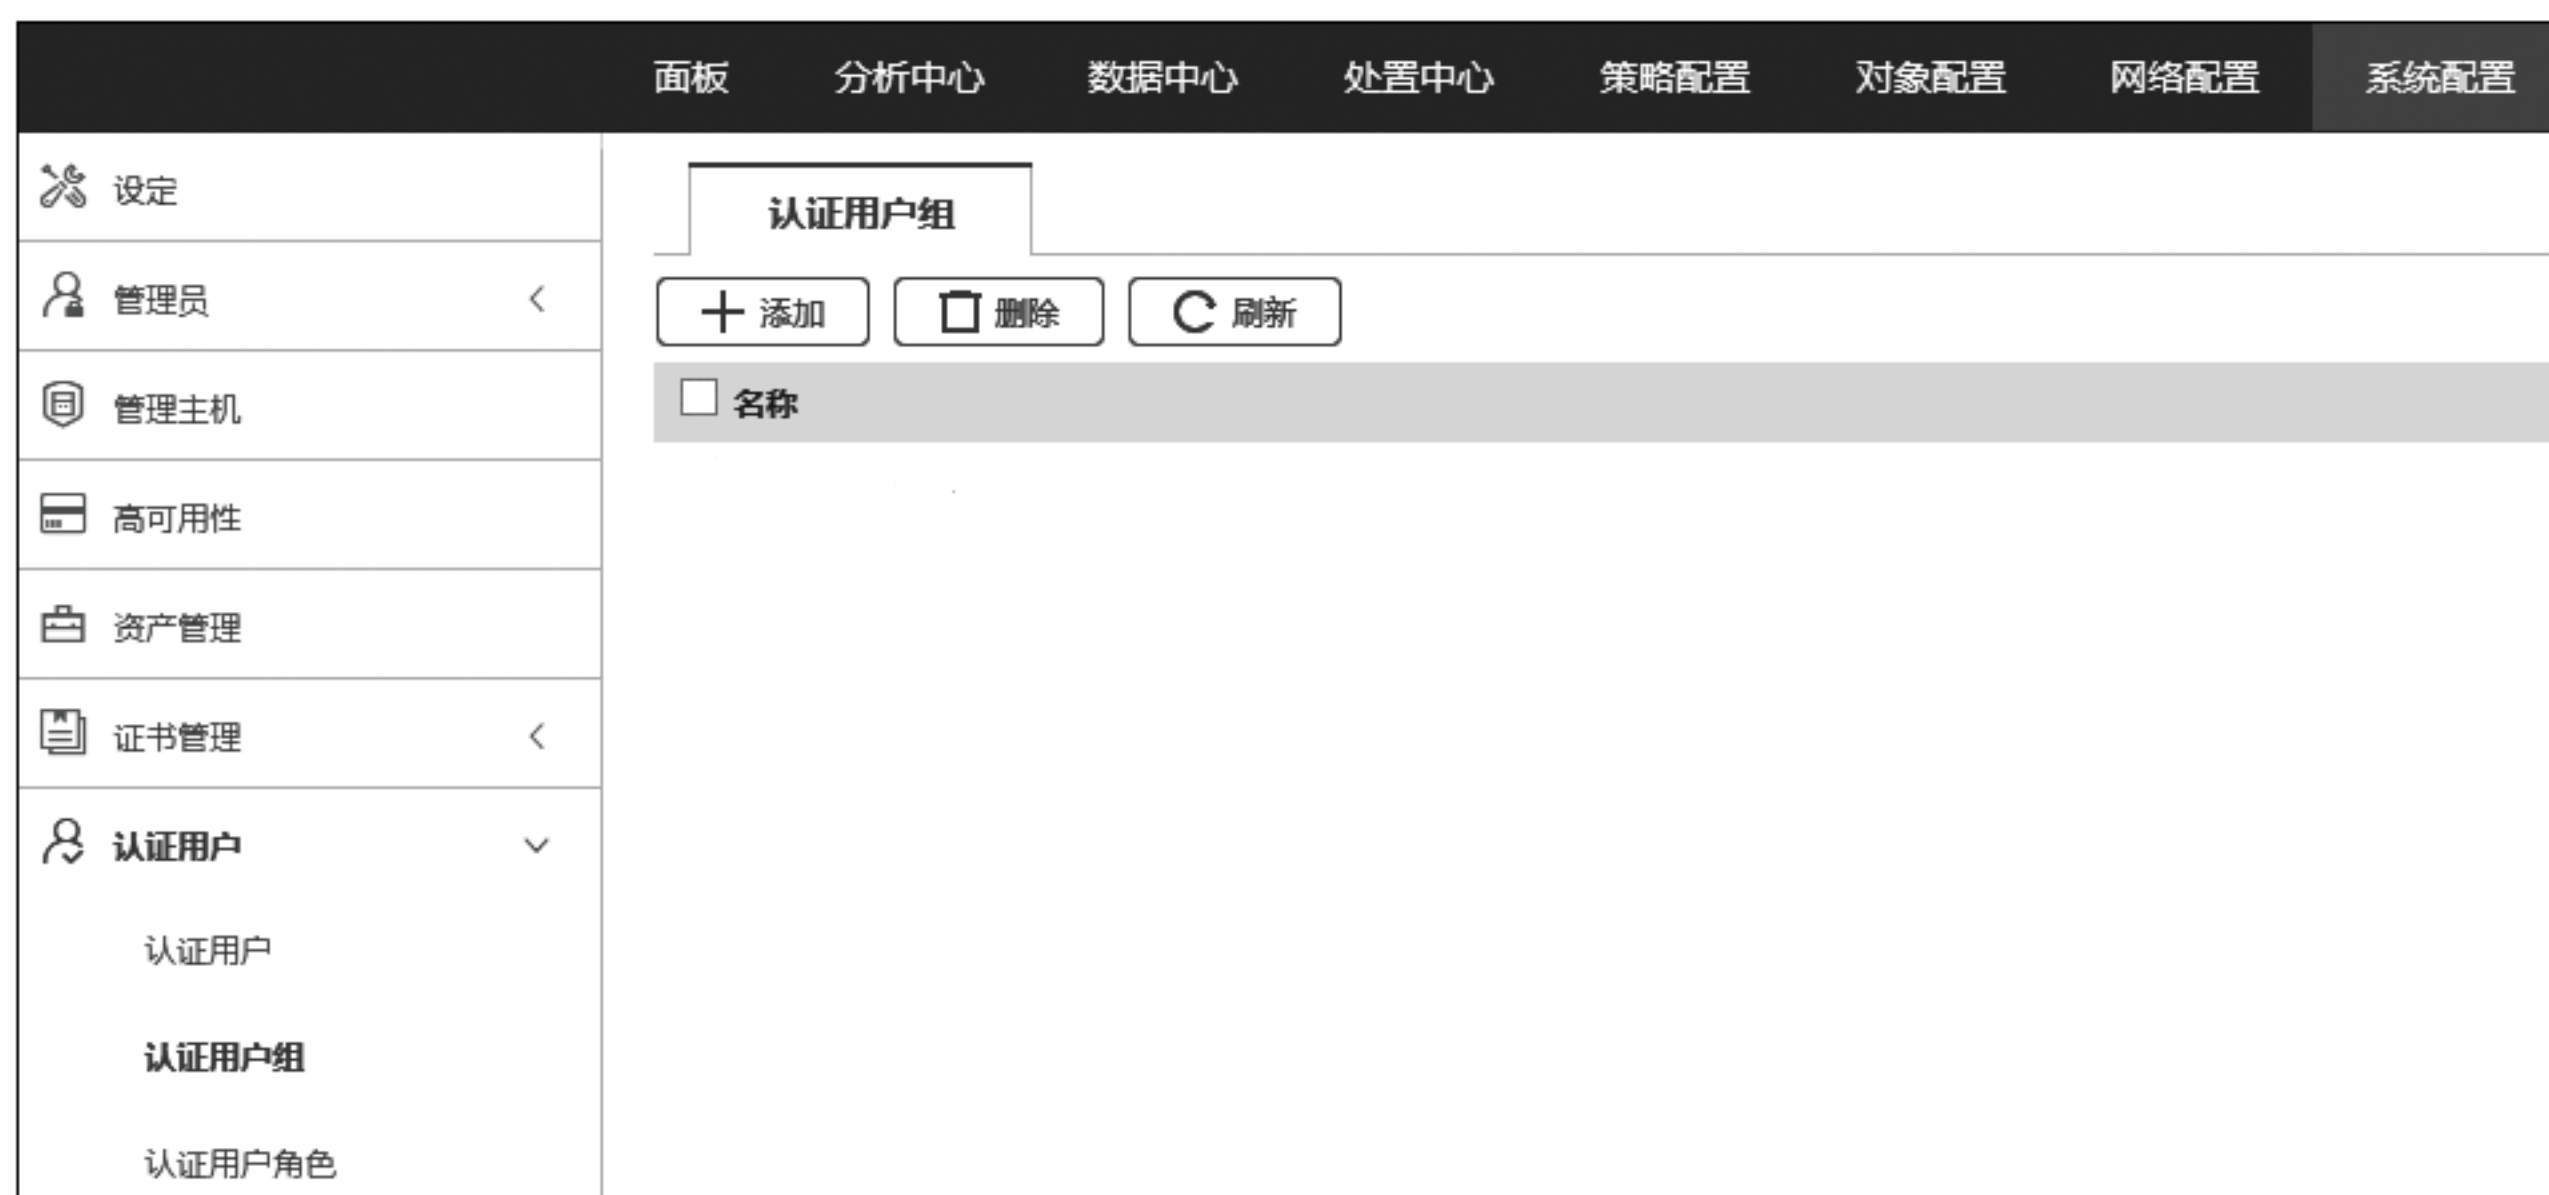 面板 分析中心 数据中心 处置中心 策略配置 对象配置 网络配置 系统配置
设定
管理员
管理主机
高可用性
资产管理
证书管理
认证用户
认证用户
认证用户组
认证用户角色
认证用户组
添加 删除 刷新
名称